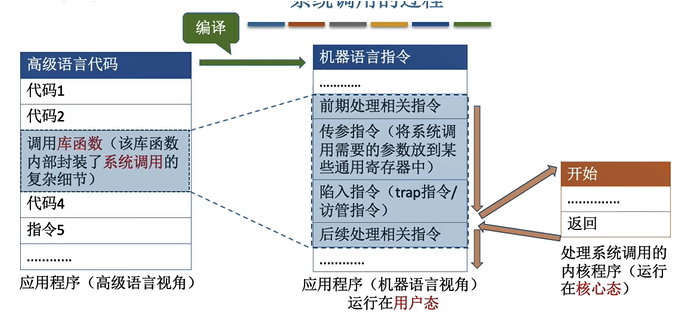 系统调用的过程
编译
高级语言代码
代码1
代码2
调用库函数（该库函数
内部封装了系统调用的
复杂细节）
代码4
指令5
…………
应用程序（高级语言视角）
机器语言指令
…………
前期处理相关指令
传参指令（将系统调
用需要的参数放到某
些通用寄存器中）
陷入指令（trap指令/
访管指令）
后续处理相关指令
…………
应用程序（机器语言视角）
运行在用户态
开始
…………..
返回
处理系统调用的
内核程序（运行
在核心态）